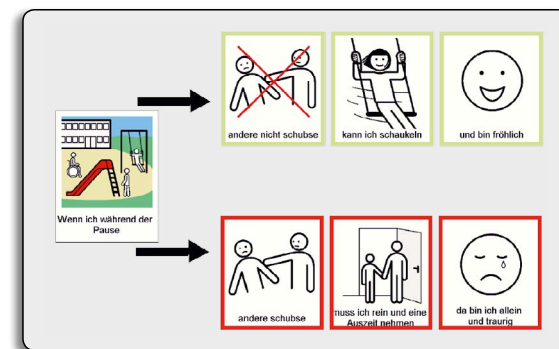 andere nicht schubse
kann ich schaukeln
und bin fröhlich
Wenn ich während der
Pause
andere schubse
muss ich rein und eine
Auszeit nehmen
da bin ich allein
und traurig